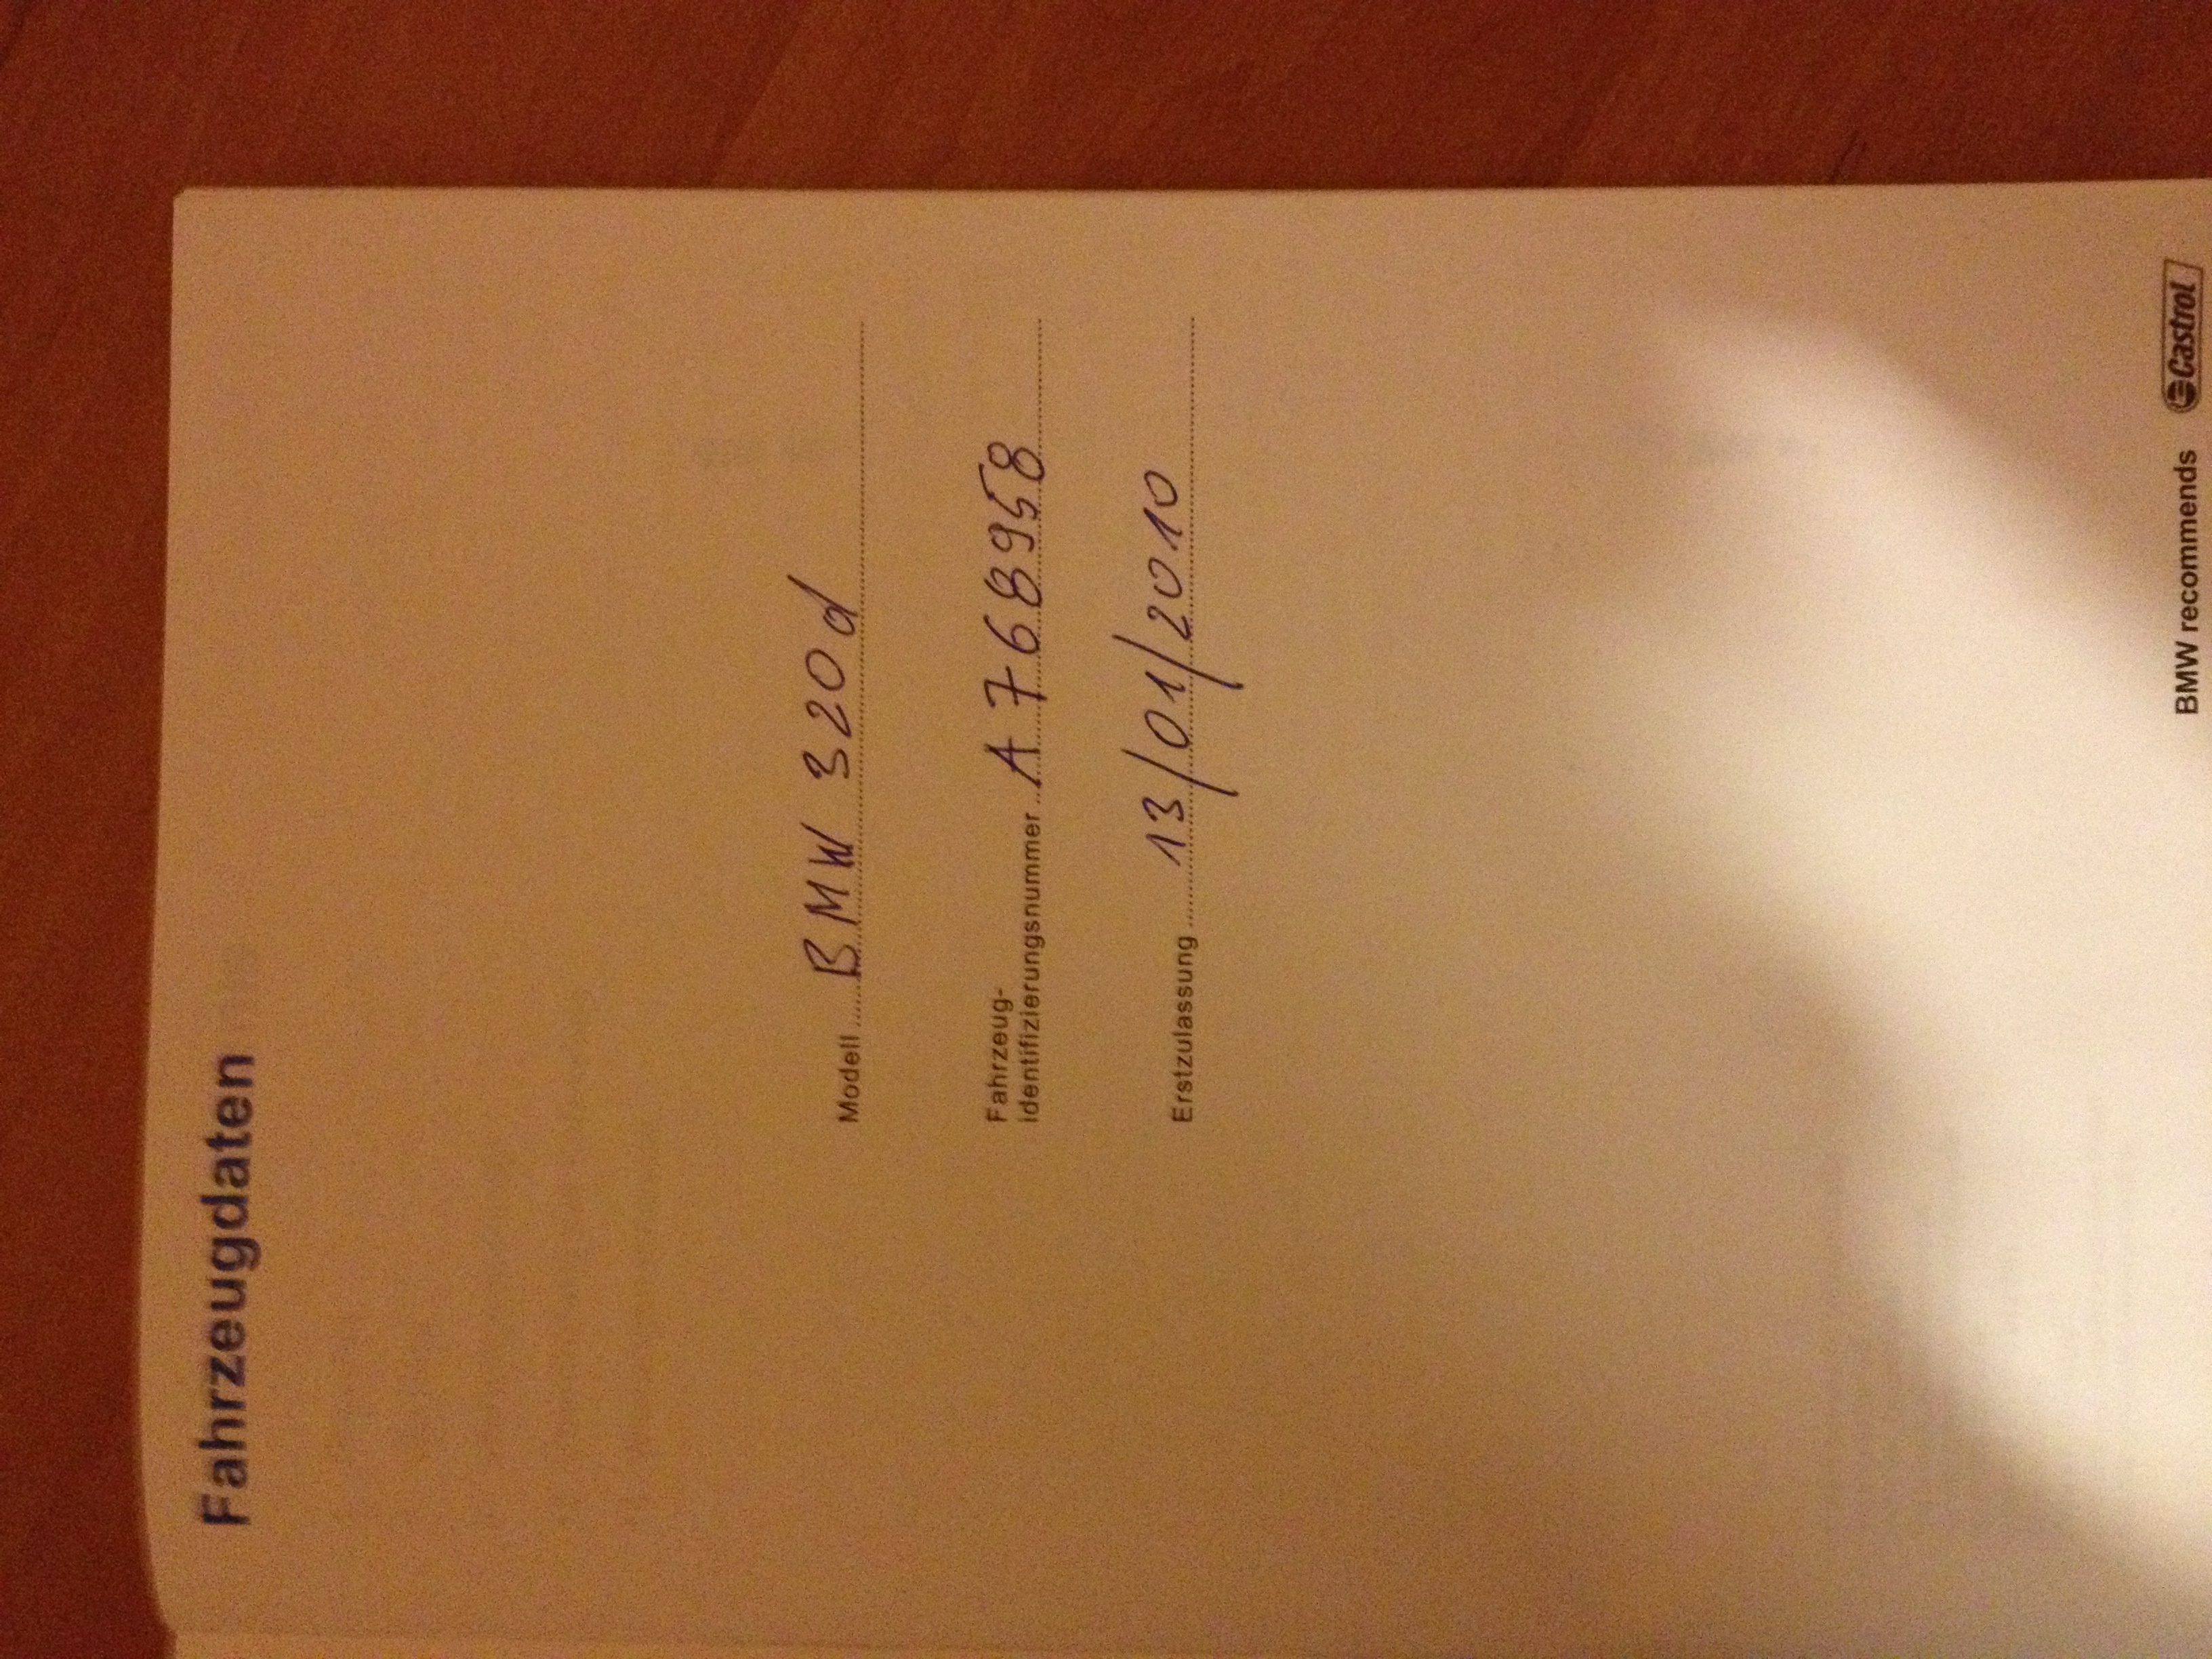 Fahrzeugdaten
Modell BMW 320d
Fahrzeug-
identifizierungsnummer A768958
Erstzulassung 13/01/2010
BMW recommends Castrol